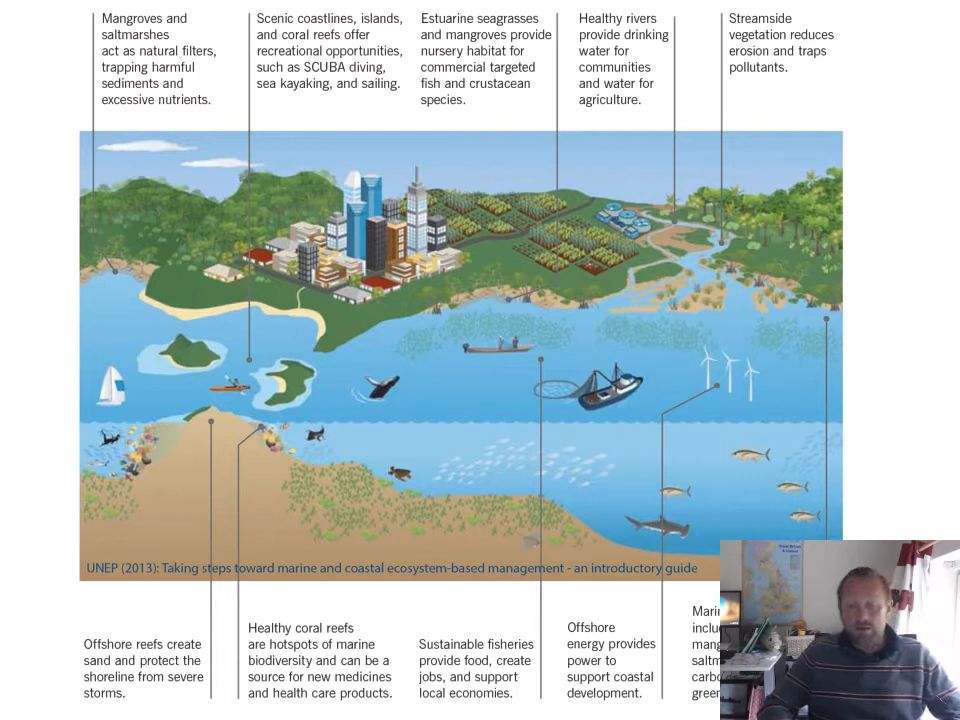 Mangroves and
saltmarshes
act as natural filters,
trapping harmful
sediments and
excessive nutrients.
Scenic coastlines, islands,
and coral reefs offer
recreational opportunities,
such as SCUBA diving,
sea kayaking, and sailing.
Estuarine seagrasses
and mangroves provide
nursery habitat for
commercial targeted
fish and crustacean
species.
Healthy rivers
provide drinking
water for
communities
and water for
agriculture.
Streamside
vegetation reduces
erosion and traps
pollutants.
UNEP (2013): Taking steps toward marine and coastal ecosystem-based management - an introductory guide
Offshore reefs create
sand and protect the
shoreline from severe
storms.
Healthy coral reefs
are hotspots of marine
biodiversity and can be a
source for new medicines
and health care products.
Sustainable fisheries
provide food, create
jobs, and support
local economies.
Offshore
energy provides
power to
support coastal
development.
Marin
inclu
mang
saltm
carbo
green